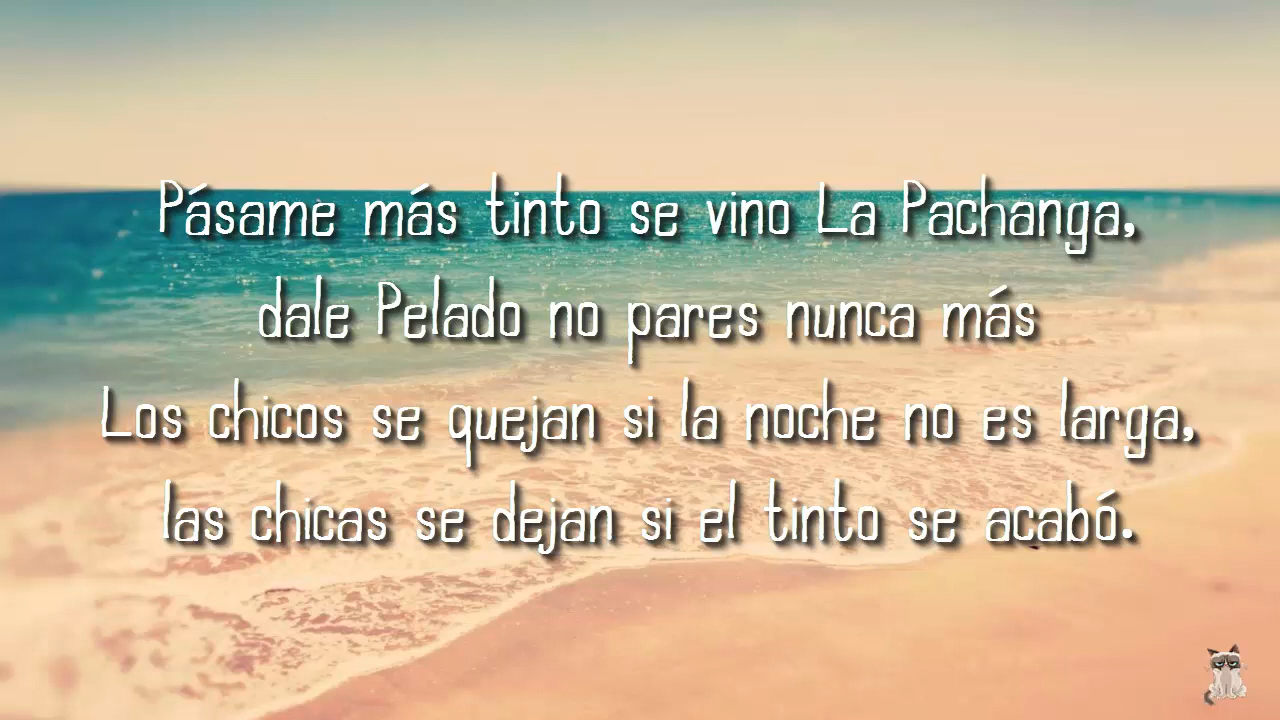 Pásame más tinto se vino La Pachanga,
dale Pelado no pares nunca más
Los chicos se quejan si la noche no es larga,
las chicas se dejan si el tinto se acabó.